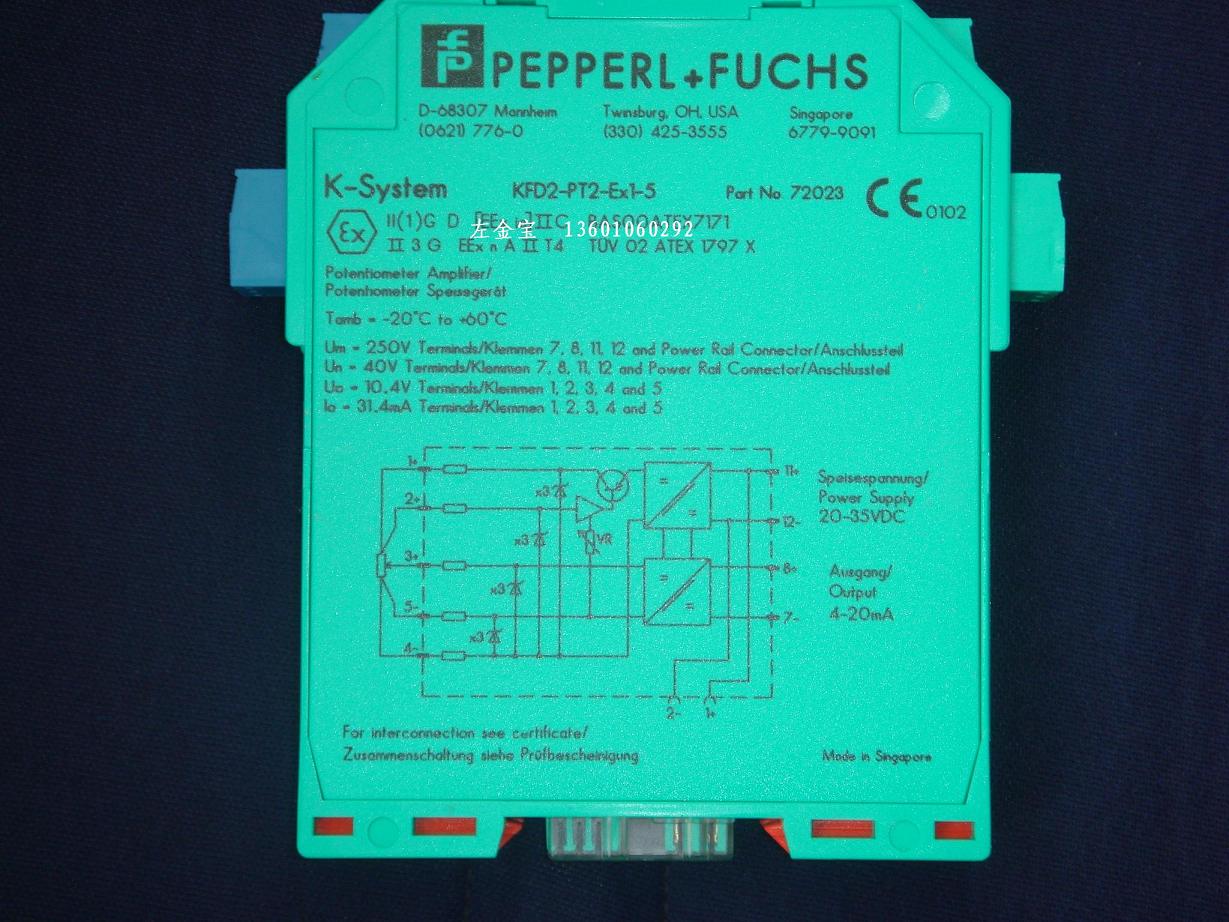 PEPPERL+FUCHS
D-68307 Mannheim Twinsburg, OH, USA Singapore
(0621) 776-0 (330) 425-3555 6779-9091
K-System KFD2-PT2-Ex1-5 Part No 72023 CE 0102
Ex II(1)G D IIC BAS00ATEX7171
左金宝 13601060292
II 3 G EEx n A II T4 TÜV 02 ATEX 1797 X
Potentiometer Amplifier/
Potentiometer Speisegerät
Tamb = -20°C to +60°C
Um = 250V Terminals/Klemmen 7, 8, 11, 12 and Power Rail Connector/Anschlussteil
Un = 40V Terminals/Klemmen 7, 8, 11, 12 and Power Rail Connector/Anschlussteil
Uo = 10.4V Terminals/Klemmen 1, 2, 3, 4 and 5
Io = 31.4mA Terminals/Klemmen 1, 2, 3, 4 and 5
1+
2+
3+
5-
4-
x3
x3
x3
x3
VR
=
=
=
=
11+
12-
8+
7-
2- 1+
Speisespannung/
Power Supply
20-35VDC
Ausgang/
Output
4-20mA
For interconnection see certificate/
Zusammenschaltung siehe Prüfbescheinigung
Made in Singapore